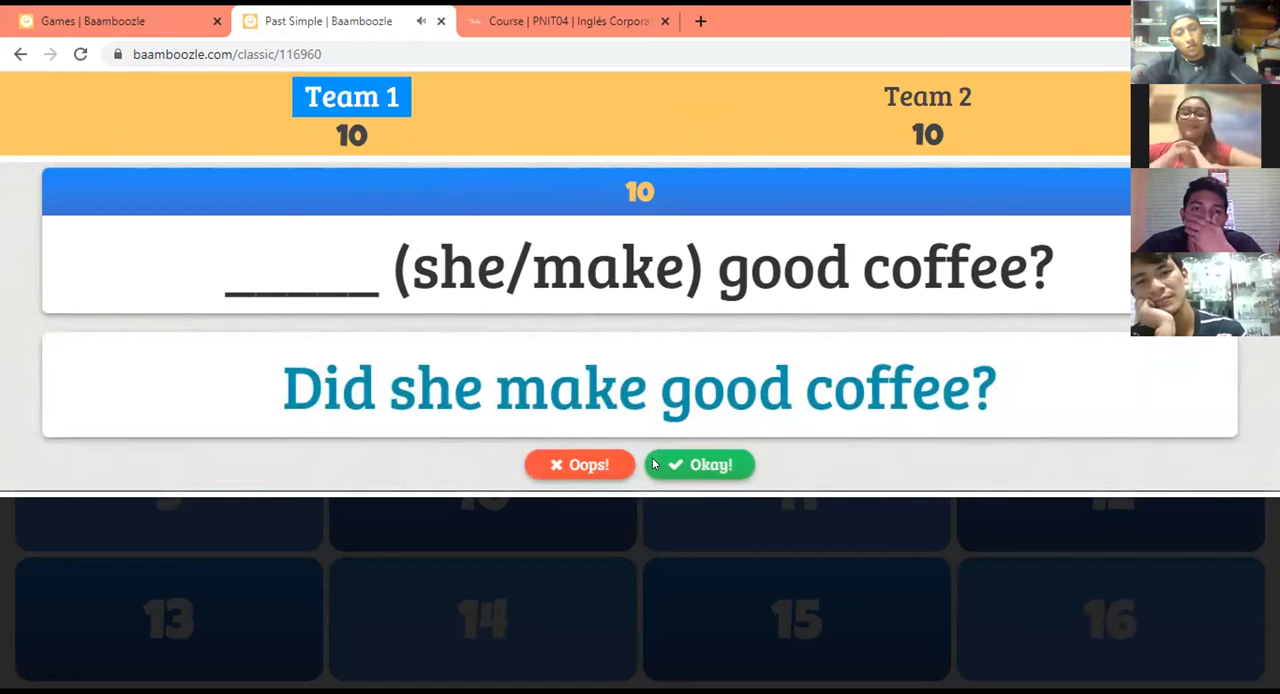 Games | Baamboozle
Past Simple | Baamboozle
Course | PNIT04 | Inglés Corpora
baamboozle.com/classic/116960
Team 1
Team 2
10
10
10
_____ (she/make) good coffee?
Did she make good coffee?
Oops!
Okay!
13
14
15
16